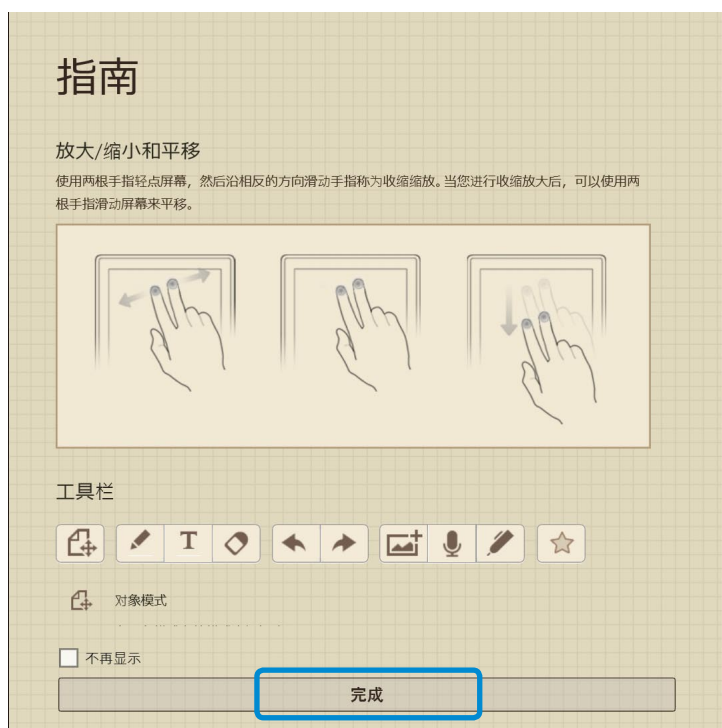 指南
放大/缩小和平移
使用两根手指轻点屏幕，然后沿相反的方向滑动手指称为收缩缩放。当您进行收缩放大后，可以使用两
根手指滑动屏幕来平移。
工具栏
T
对象模式
不再显示
完成